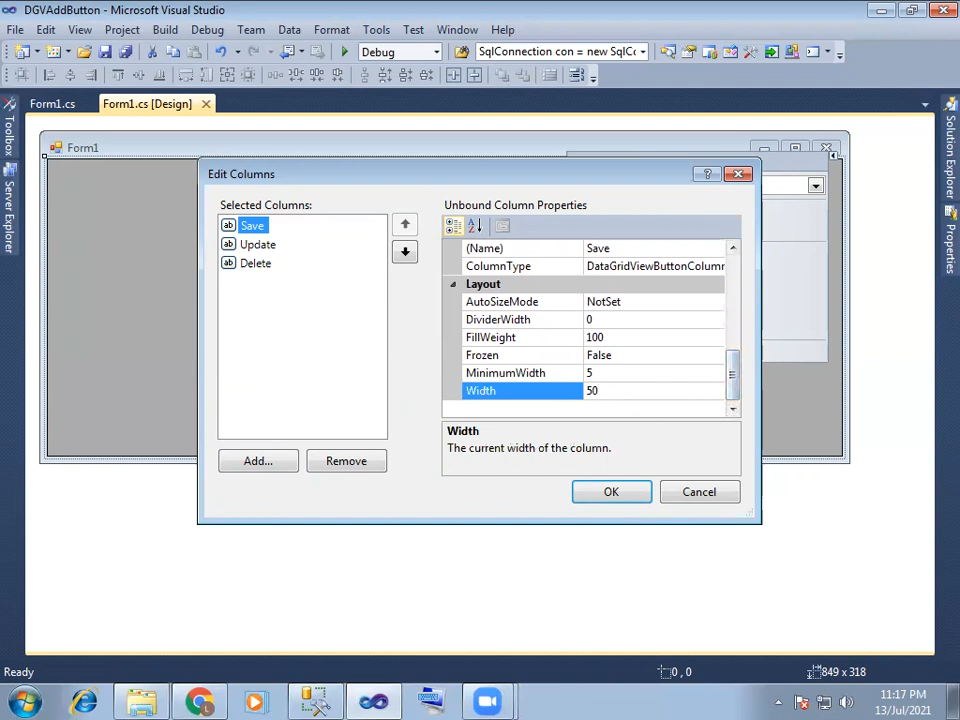 DGVAddButton - Microsoft Visual Studio
File Edit View Project Build Debug Team Data Format Tools Test Window Help
Debug SqlConnection con = new SqlCc
Form1.cs Form1.cs [Design]
Toolbox
Server Explorer
Solution Explorer
Properties
Form1
Edit Columns
Selected Columns:
Save
Update
Delete
Add... Remove
Unbound Column Properties
(Name) Save
ColumnType DataGridViewButtonColumn
Layout
AutoSizeMode NotSet
DividerWidth 0
FillWeight 100
Frozen False
MinimumWidth 5
Width 50
Width
The current width of the column.
OK Cancel
Ready 0 , 0 849 x 318
11:17 PM
13/Jul/2021